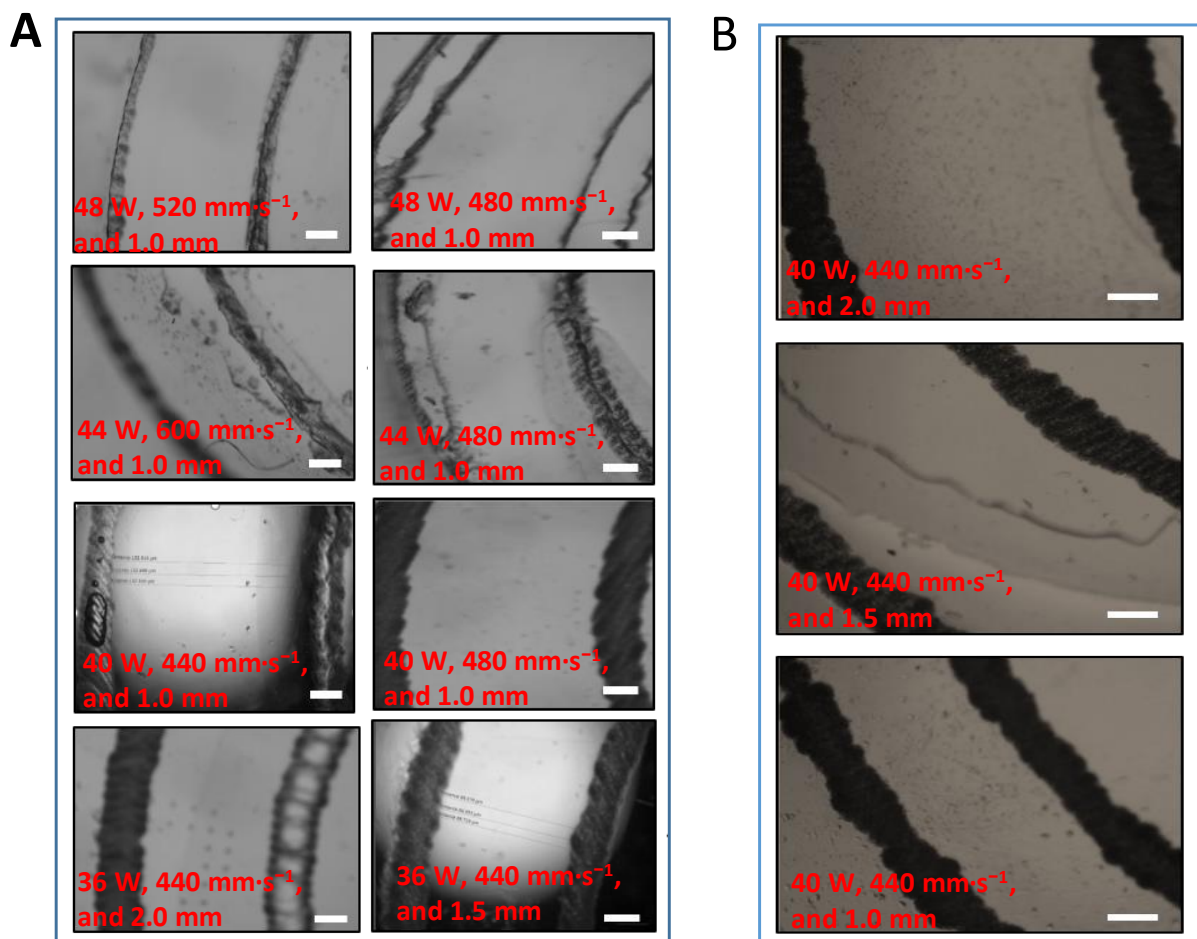 A
48 W, 520 mm·s⁻¹,
and 1.0 mm
48 W, 480 mm·s⁻¹,
and 1.0 mm
44 W, 600 mm·s⁻¹,
and 1.0 mm
44 W, 480 mm·s⁻¹,
and 1.0 mm
40 W, 440 mm·s⁻¹,
and 1.0 mm
40 W, 480 mm·s⁻¹,
and 1.0 mm
36 W, 440 mm·s⁻¹,
and 2.0 mm
36 W, 440 mm·s⁻¹,
and 1.5 mm
B
40 W, 440 mm·s⁻¹,
and 2.0 mm
40 W, 440 mm·s⁻¹,
and 1.5 mm
40 W, 440 mm·s⁻¹,
and 1.0 mm